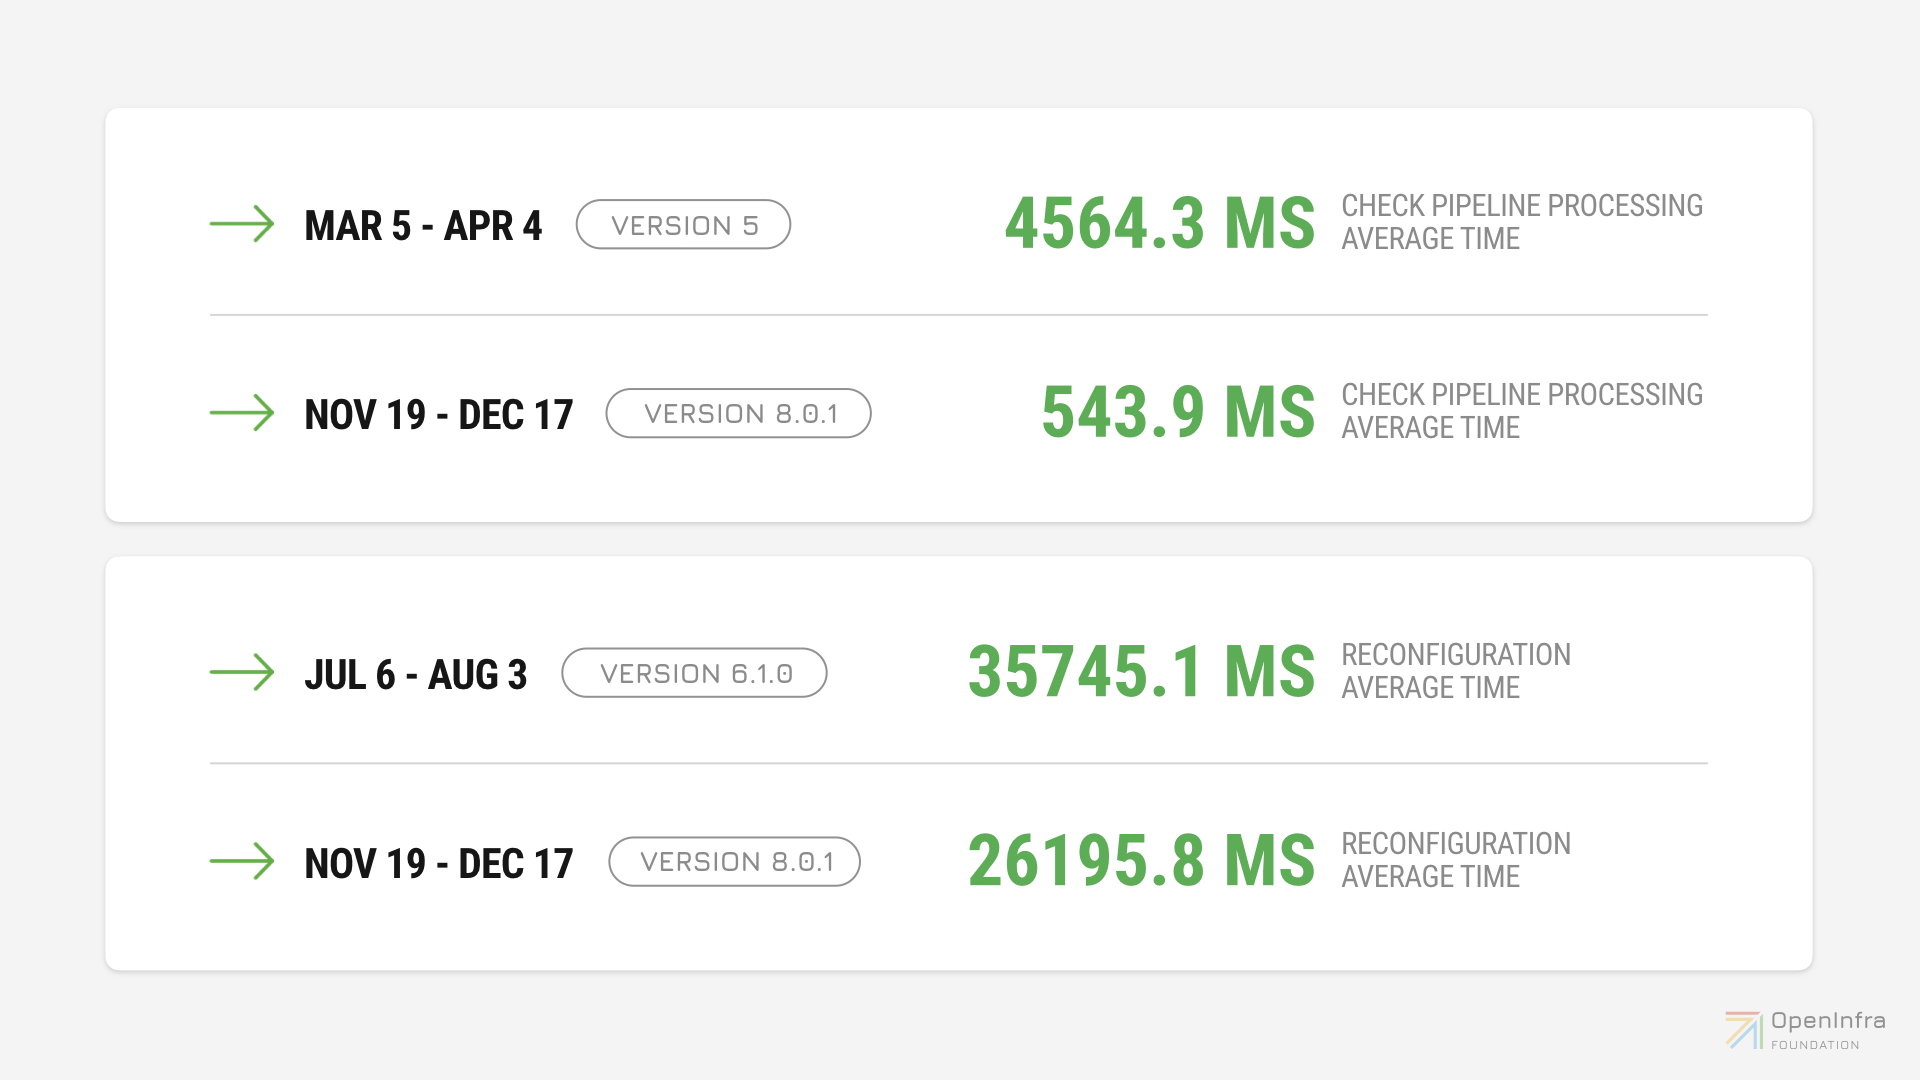 MAR 5 - APR 4 VERSION 5 4564.3 MS CHECK PIPELINE PROCESSING
AVERAGE TIME
NOV 19 - DEC 17 VERSION 8.0.1 543.9 MS CHECK PIPELINE PROCESSING
AVERAGE TIME
JUL 6 - AUG 3 VERSION 6.1.0 35745.1 MS RECONFIGURATION
AVERAGE TIME
NOV 19 - DEC 17 VERSION 8.0.1 26195.8 MS RECONFIGURATION
AVERAGE TIME
OpenInfra
FOUNDATION